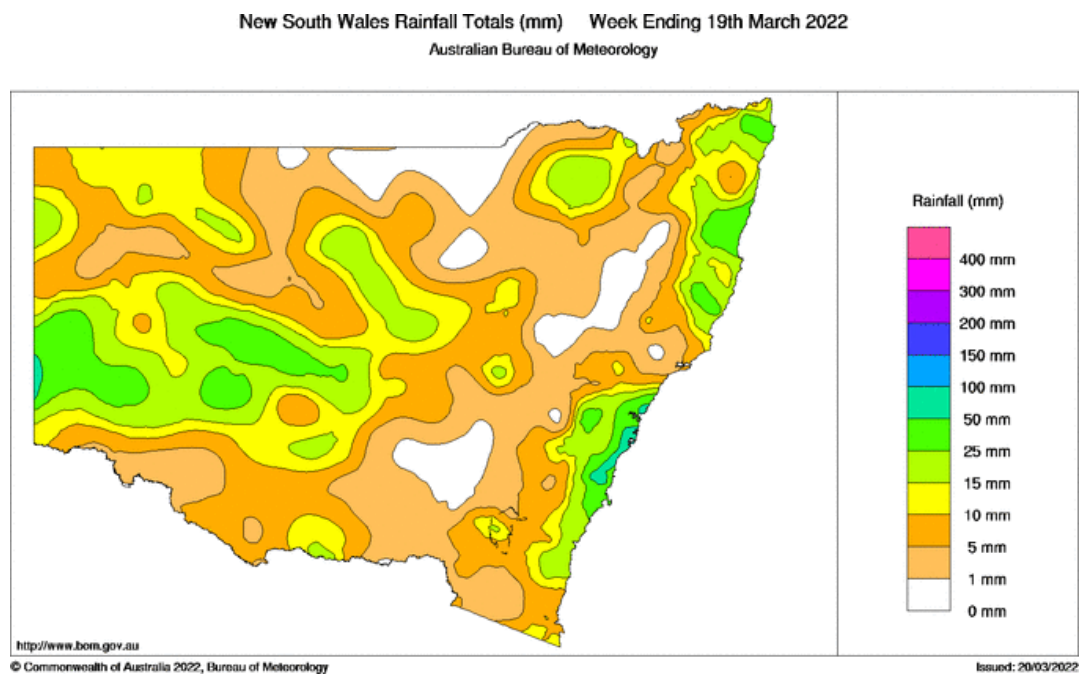 New South Wales Rainfall Totals (mm) Week Ending 19th March 2022
Australian Bureau of Meteorology
Rainfall (mm)
400 mm
300 mm
200 mm
150 mm
100 mm
50 mm
25 mm
15 mm
10 mm
5 mm
1 mm
0 mm
http://www.bom.gov.au
© Commonwealth of Australia 2022, Bureau of Meteorology
Issued: 20/03/2022